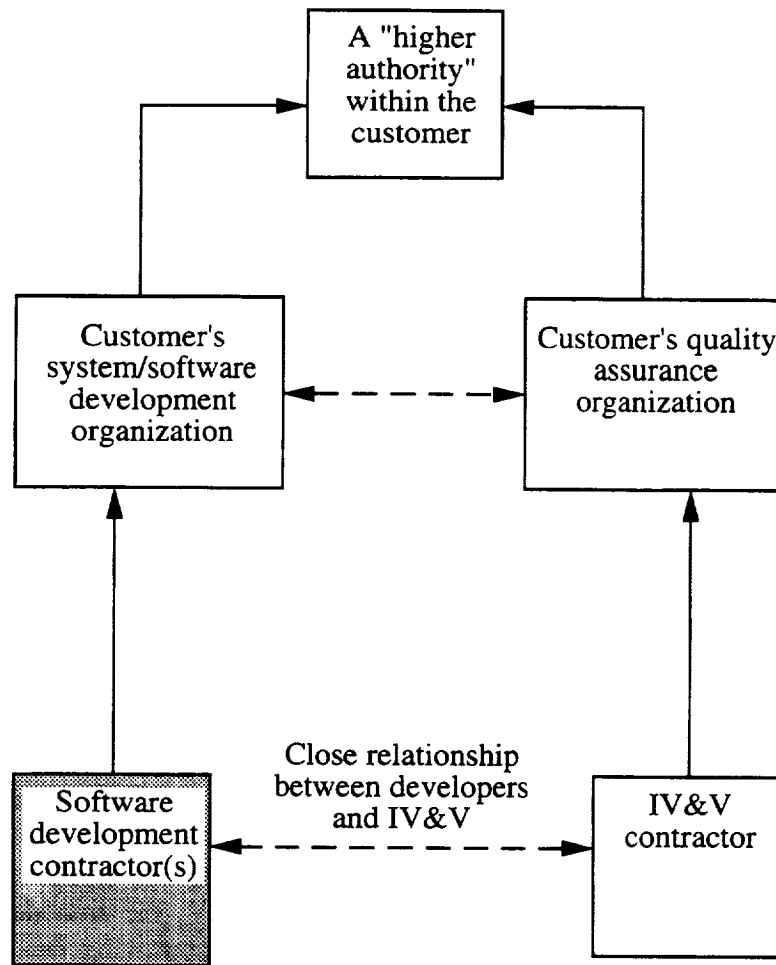 A "higher
authority"
within the
customer
Customer's
system/software
development
organization
Customer's quality
assurance
organization
Close relationship
between developers
and IV&V
Software
development
contractor(s)
IV&V
contractor